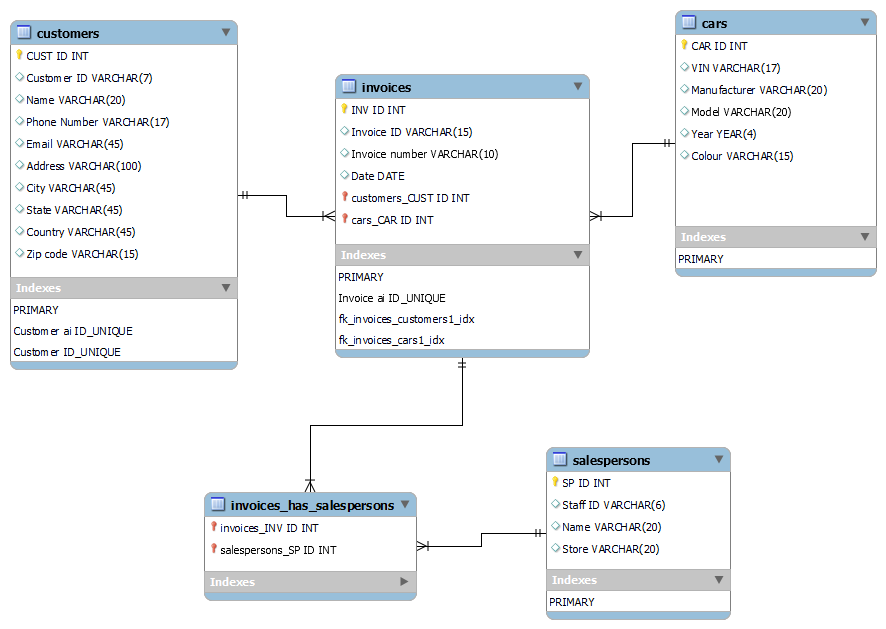 customers
CUST ID INT
Customer ID VARCHAR(7)
Name VARCHAR(20)
Phone Number VARCHAR(17)
Email VARCHAR(45)
Address VARCHAR(100)
City VARCHAR(45)
State VARCHAR(45)
Country VARCHAR(45)
Zip code VARCHAR(15)
Indexes
PRIMARY
Customer ai ID_UNIQUE
Customer ID_UNIQUE
invoices
INV ID INT
Invoice ID VARCHAR(15)
Invoice number VARCHAR(10)
Date DATE
customers_CUST ID INT
cars_CAR ID INT
Indexes
PRIMARY
Invoice ai ID_UNIQUE
fk_invoices_customers1_idx
fk_invoices_cars1_idx
cars
CAR ID INT
VIN VARCHAR(17)
Manufacturer VARCHAR(20)
Model VARCHAR(20)
Year YEAR(4)
Colour VARCHAR(15)
Indexes
PRIMARY
invoices_has_salespersons
invoices_INV ID INT
salespersons_SP ID INT
Indexes
salespersons
SP ID INT
Staff ID VARCHAR(6)
Name VARCHAR(20)
Store VARCHAR(20)
Indexes
PRIMARY